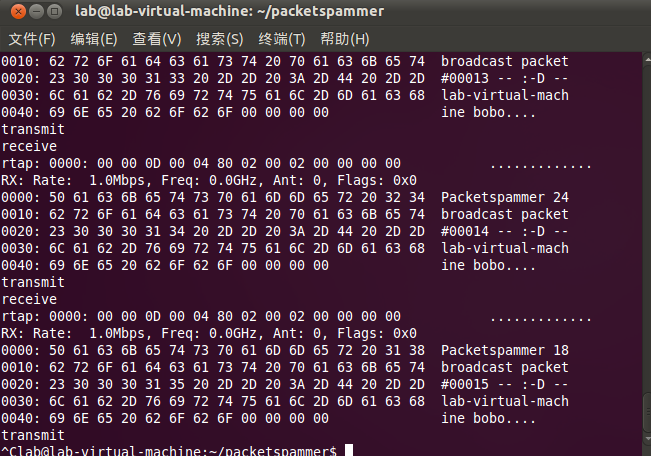 lab@lab-virtual-machine: ~/packetspammer
文件(F) 编辑(E) 查看(V) 搜索(S) 终端(T) 帮助(H)
0010: 62 72 6F 61 64 63 61 73 74 20 70 61 63 6B 65 74  broadcast packet
0020: 23 30 30 30 31 33 20 2D 2D 20 3A 2D 44 20 2D 2D  #00013 -- :-D --
0030: 6C 61 62 2D 76 69 72 74 75 61 6C 2D 6D 61 63 68  lab-virtual-mach
0040: 69 6E 65 20 62 6F 62 6F 00 00 00 00              ine bobo....
transmit
receive
rtap: 0000: 00 00 0D 00 04 80 02 00 02 00 00 00 00           .............
RX: Rate:  1.0Mbps, Freq: 0.0GHz, Ant: 0, Flags: 0x0
0000: 50 61 63 6B 65 74 73 70 61 6D 6D 65 72 20 32 34  Packetspammer 24
0010: 62 72 6F 61 64 63 61 73 74 20 70 61 63 6B 65 74  broadcast packet
0020: 23 30 30 30 31 34 20 2D 2D 20 3A 2D 44 20 2D 2D  #00014 -- :-D --
0030: 6C 61 62 2D 76 69 72 74 75 61 6C 2D 6D 61 63 68  lab-virtual-mach
0040: 69 6E 65 20 62 6F 62 6F 00 00 00 00              ine bobo....
transmit
receive
rtap: 0000: 00 00 0D 00 04 80 02 00 02 00 00 00 00           .............
RX: Rate:  1.0Mbps, Freq: 0.0GHz, Ant: 0, Flags: 0x0
0000: 50 61 63 6B 65 74 73 70 61 6D 6D 65 72 20 31 38  Packetspammer 18
0010: 62 72 6F 61 64 63 61 73 74 20 70 61 63 6B 65 74  broadcast packet
0020: 23 30 30 30 31 35 20 2D 2D 20 3A 2D 44 20 2D 2D  #00015 -- :-D --
0030: 6C 61 62 2D 76 69 72 74 75 61 6C 2D 6D 61 63 68  lab-virtual-mach
0040: 69 6E 65 20 62 6F 62 6F 00 00 00 00              ine bobo....
transmit
^Clab@lab-virtual-machine:~/packetspammer$